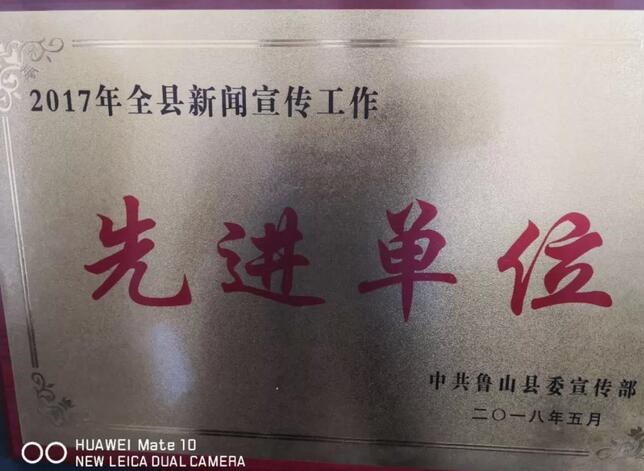 2017年全县新闻宣传工作
先进单位
中共鲁山县委宣传部
二〇一八年五月
HUAWEI Mate 10
NEW LEICA DUAL CAMERA